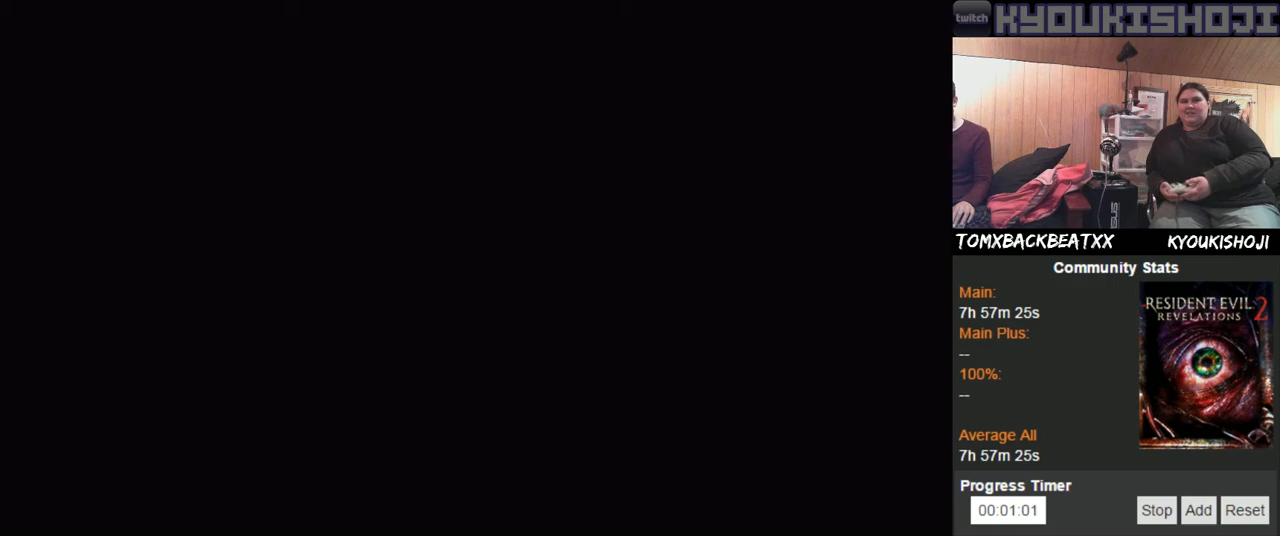 twitch KYOUKISHOJI
TOMXBACKBEATXX KYOUKISHOJI
Community Stats
Main:
7h 57m 25s
Main Plus:
--
100%:
--
Average All
7h 57m 25s
RESIDENT EVIL
REVELATIONS 2
Progress Timer
00:01:01 Stop Add Reset
ASUS